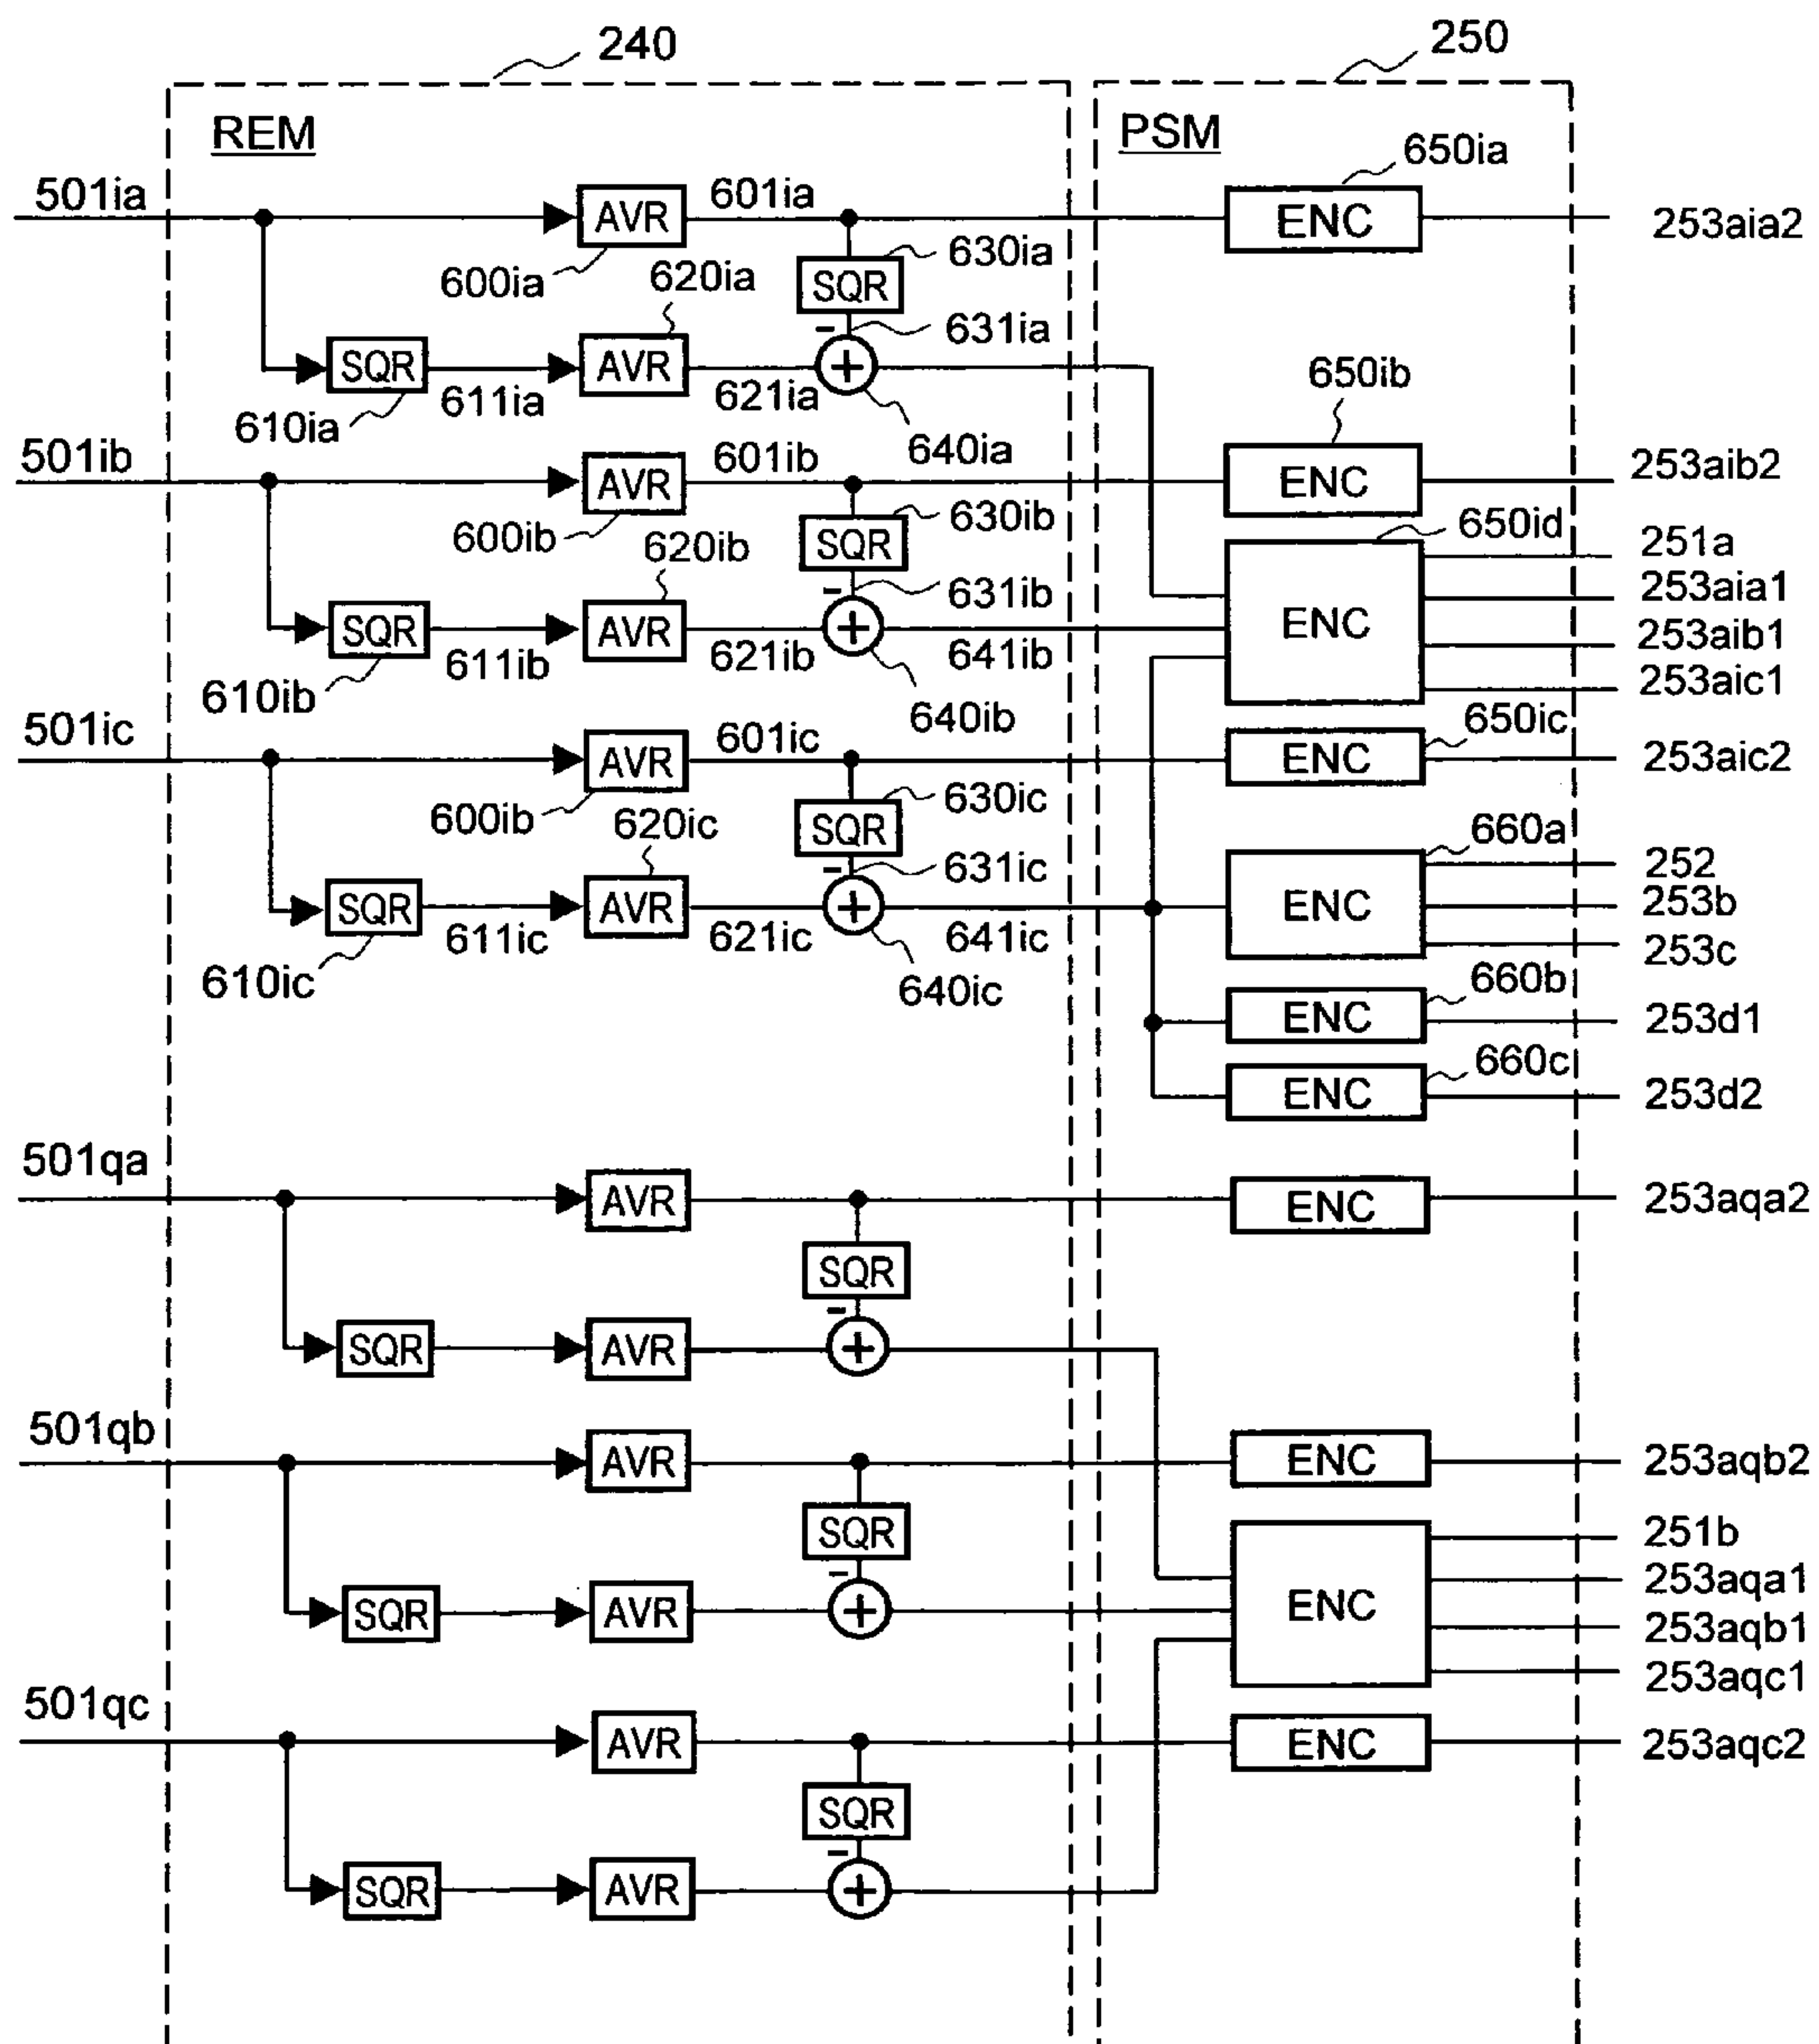 240
250
REM
PSM
650ia
501ia
AVR
601ia
ENC
253aia2
600ia
620ia
630ia
SQR
-
631ia
SQR
AVR
+
611ia
621ia
610ia
640ia
650ib
501ib
AVR
601ib
ENC
253aib2
600ib
620ib
630ib
SQR
650id
251a
-
631ib
253aia1
SQR
AVR
+
ENC
253aib1
611ib
621ib
641ib
253aic1
610ib
640ib
501ic
601ic
650ic
AVR
ENC
253aic2
600ib
620ic
630ic
SQR
660a
-
631ic
252
SQR
AVR
+
ENC
253b
611ic
621ic
641ic
253c
610ic
640ic
660b
ENC
253d1
660c
ENC
253d2
501qa
AVR
ENC
253aqa2
SQR
-
SQR
AVR
+
501qb
AVR
ENC
253aqb2
SQR
251b
-
253aqa1
SQR
AVR
+
ENC
253aqb1
253aqc1
501qc
AVR
ENC
253aqc2
SQR
-
SQR
AVR
+